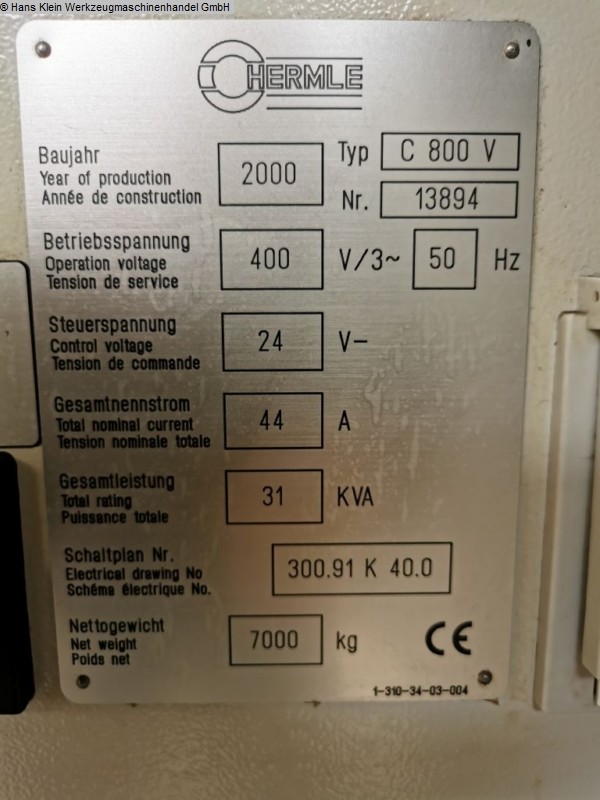 © Hans Klein Werkzeugmaschinenhandel GmbH
HERMLE
Baujahr
Year of production
Année de construction
2000
Typ C 800 V
Nr. 13894
Betriebsspannung
Operation voltage
Tension de service
400 V/3~ 50 Hz
Steuerspannung
Control voltage
Tension de commande
24 V-
Gesamtnennstrom
Total nominal current
Tension nominale totale
44 A
Gesamtleistung
Total rating
Puissance totale
31 KVA
Schaltplan Nr.
Electrical drawing No
Schéma électrique No.
300.91 K 40.0
Nettogewicht
Net weight
Poids net
7000 kg
CE
1-310-34-03-004